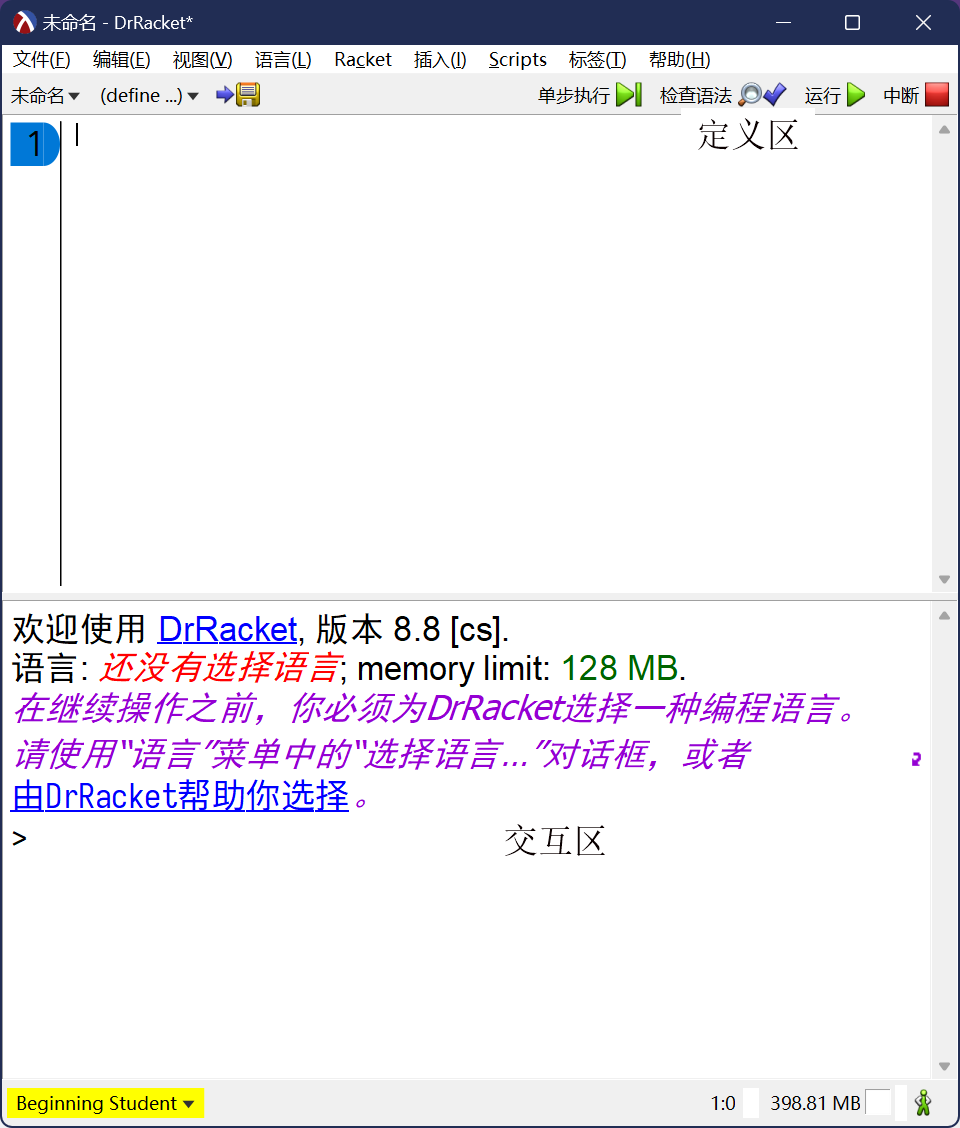 未命名 - DrRacket*
文件(F) 编辑(E) 视图(V) 语言(L) Racket 插入(I) Scripts 标签(T) 帮助(H)
未命名 (define ...) 单步执行 检查语法 运行 中断
定义区
1
欢迎使用 DrRacket, 版本 8.8 [cs].
语言: 还没有选择语言; memory limit: 128 MB.
在继续操作之前，你必须为DrRacket选择一种编程语言。
请使用“语言”菜单中的“选择语言...”对话框，或者
由DrRacket帮助你选择。
>
交互区
Beginning Student 1:0 398.81 MB